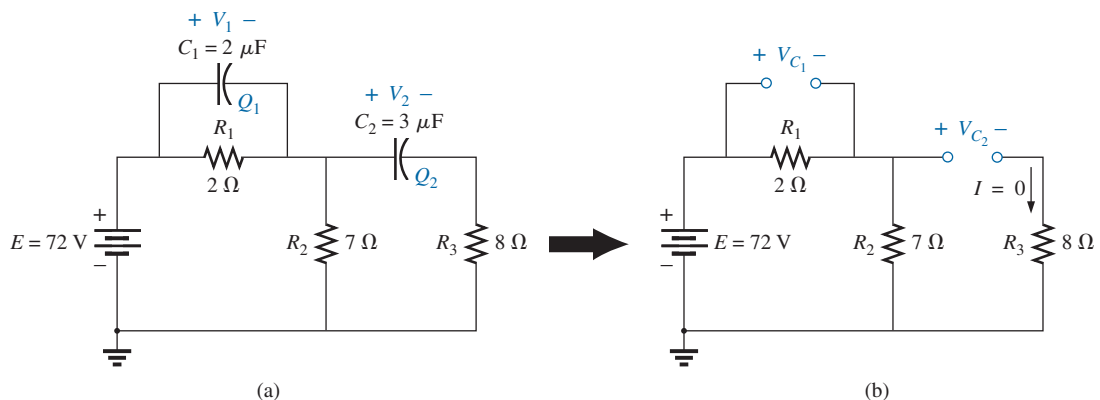 + V1 –
C1 = 2 μF
Q1
R1
2 Ω
+ V2 –
C2 = 3 μF
Q2
+
E = 72 V
–
R2
7 Ω
R3
8 Ω
(a)
+ VC1 –
R1
2 Ω
+ VC2 –
I = 0
+
E = 72 V
–
R2
7 Ω
R3
8 Ω
(b)